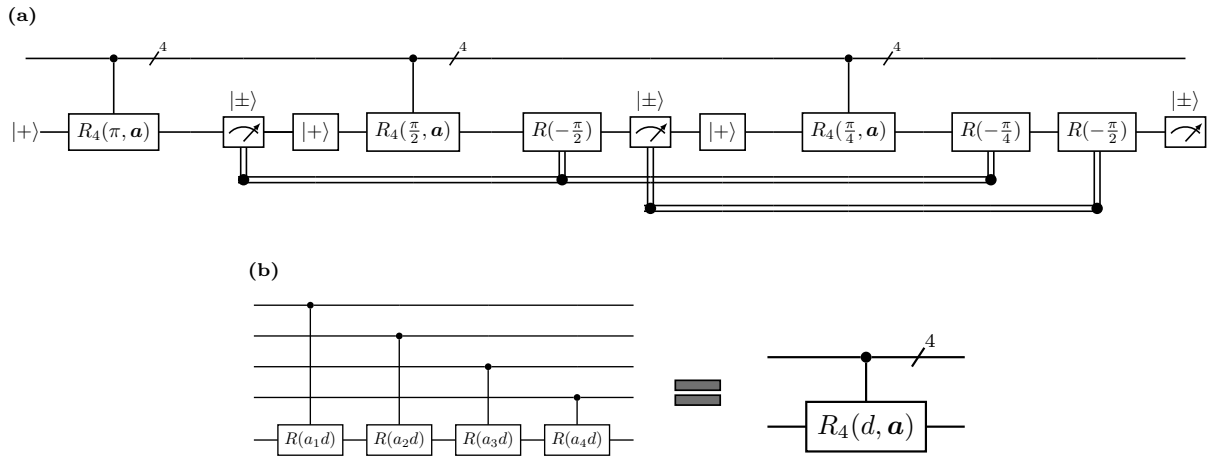 (a)
4 4 4
|±⟩ |±⟩ |±⟩
|+⟩ R₄(π, a) |+⟩ R₄(π/2, a) R(−π/2) |+⟩ R₄(π/4, a) R(−π/4) R(−π/2)
(b)
4
R(a₁d) R(a₂d) R(a₃d) R(a₄d) R₄(d, a)